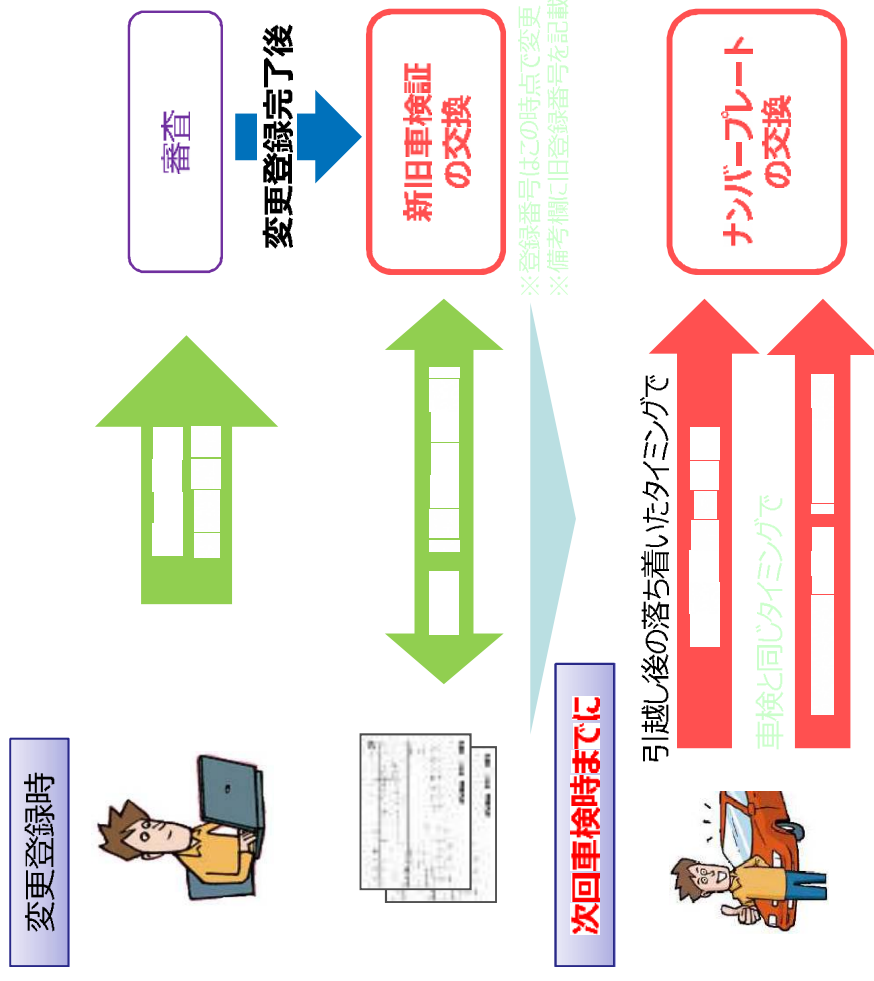 変更登録時
審査
変更登録完了後
新旧車検証
の交換
※登録番号はこの時点で変更
※備考欄に旧登録番号を記載
次回車検時までに
引越し後の落ち着いたタイミングで
車検と同じタイミングで
ナンバープレート
の交換